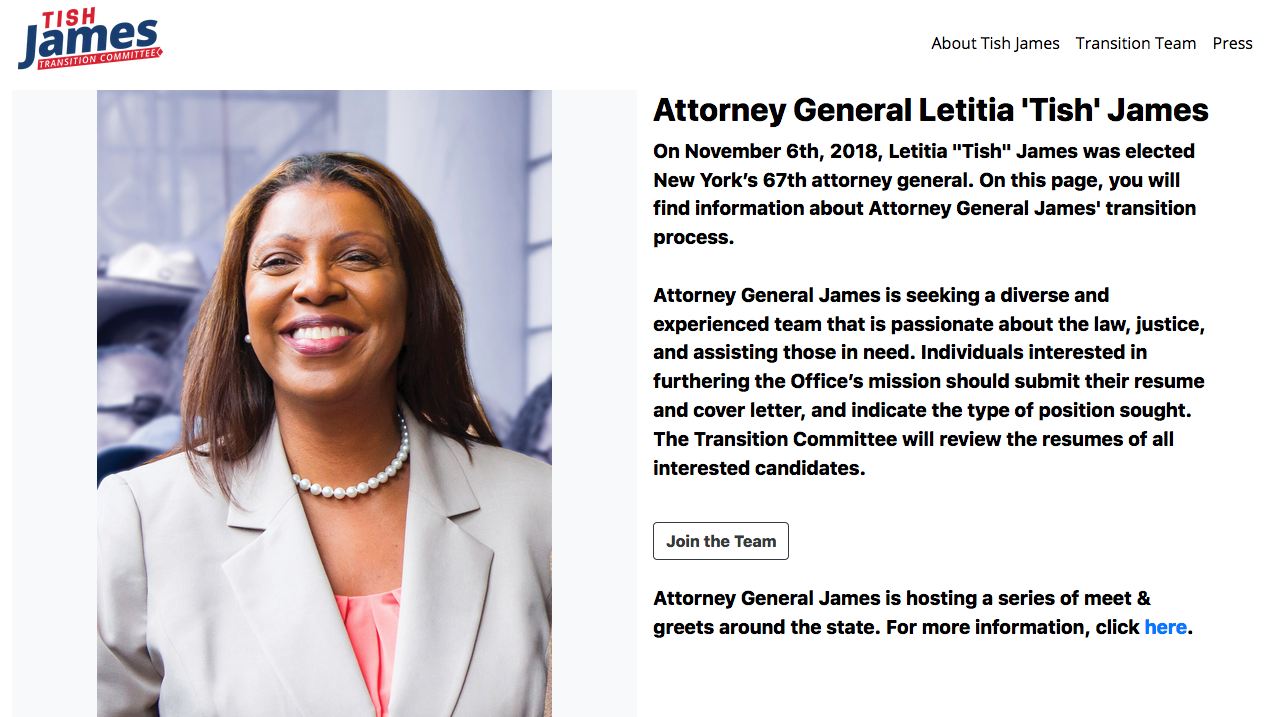 TISH
James
TRANSITION COMMITTEE
About Tish James
Transition Team
Press
Attorney General Letitia 'Tish' James
On November 6th, 2018, Letitia "Tish" James was elected
New York’s 67th attorney general. On this page, you will
find information about Attorney General James' transition
process.
Attorney General James is seeking a diverse and
experienced team that is passionate about the law, justice,
and assisting those in need. Individuals interested in
furthering the Office’s mission should submit their resume
and cover letter, and indicate the type of position sought.
The Transition Committee will review the resumes of all
interested candidates.
Join the Team
Attorney General James is hosting a series of meet &
greets around the state. For more information, click here.